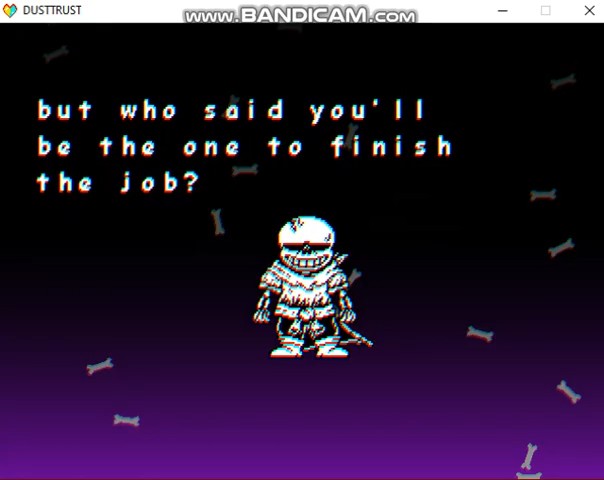 DUSTTRUST
www.BANDICAM.com
but who said you'll
be the one to finish
the job?